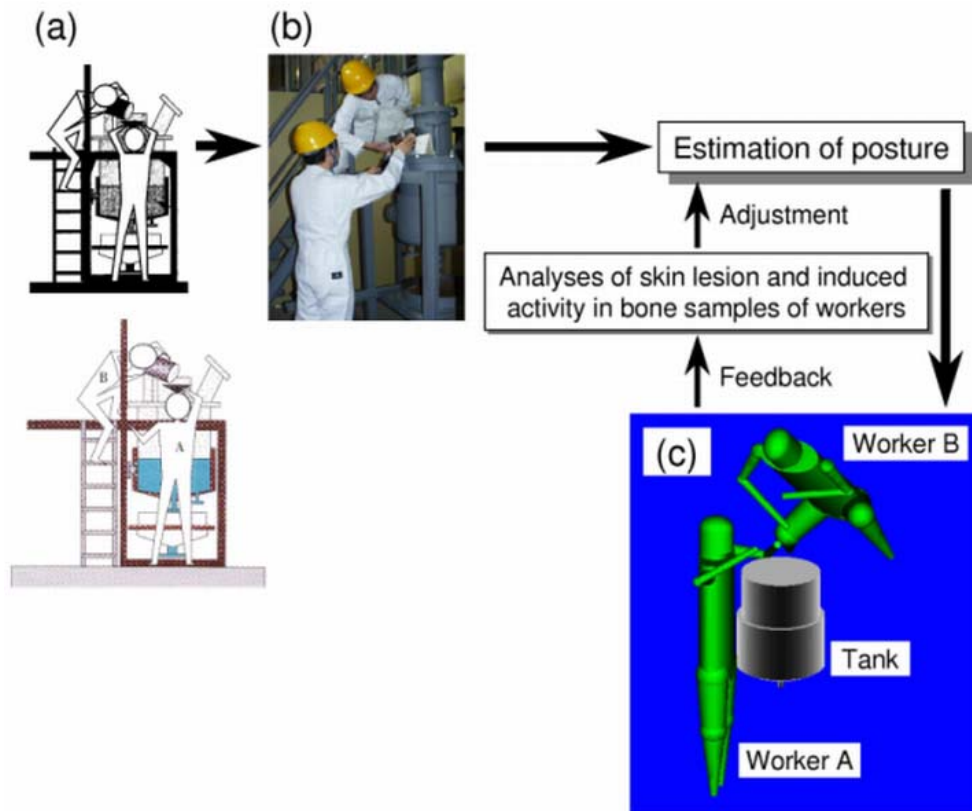 (a)
(b)
Estimation of posture
Adjustment
Analyses of skin lesion and induced
activity in bone samples of workers
Feedback
B
A
(c)
Worker B
Tank
Worker A